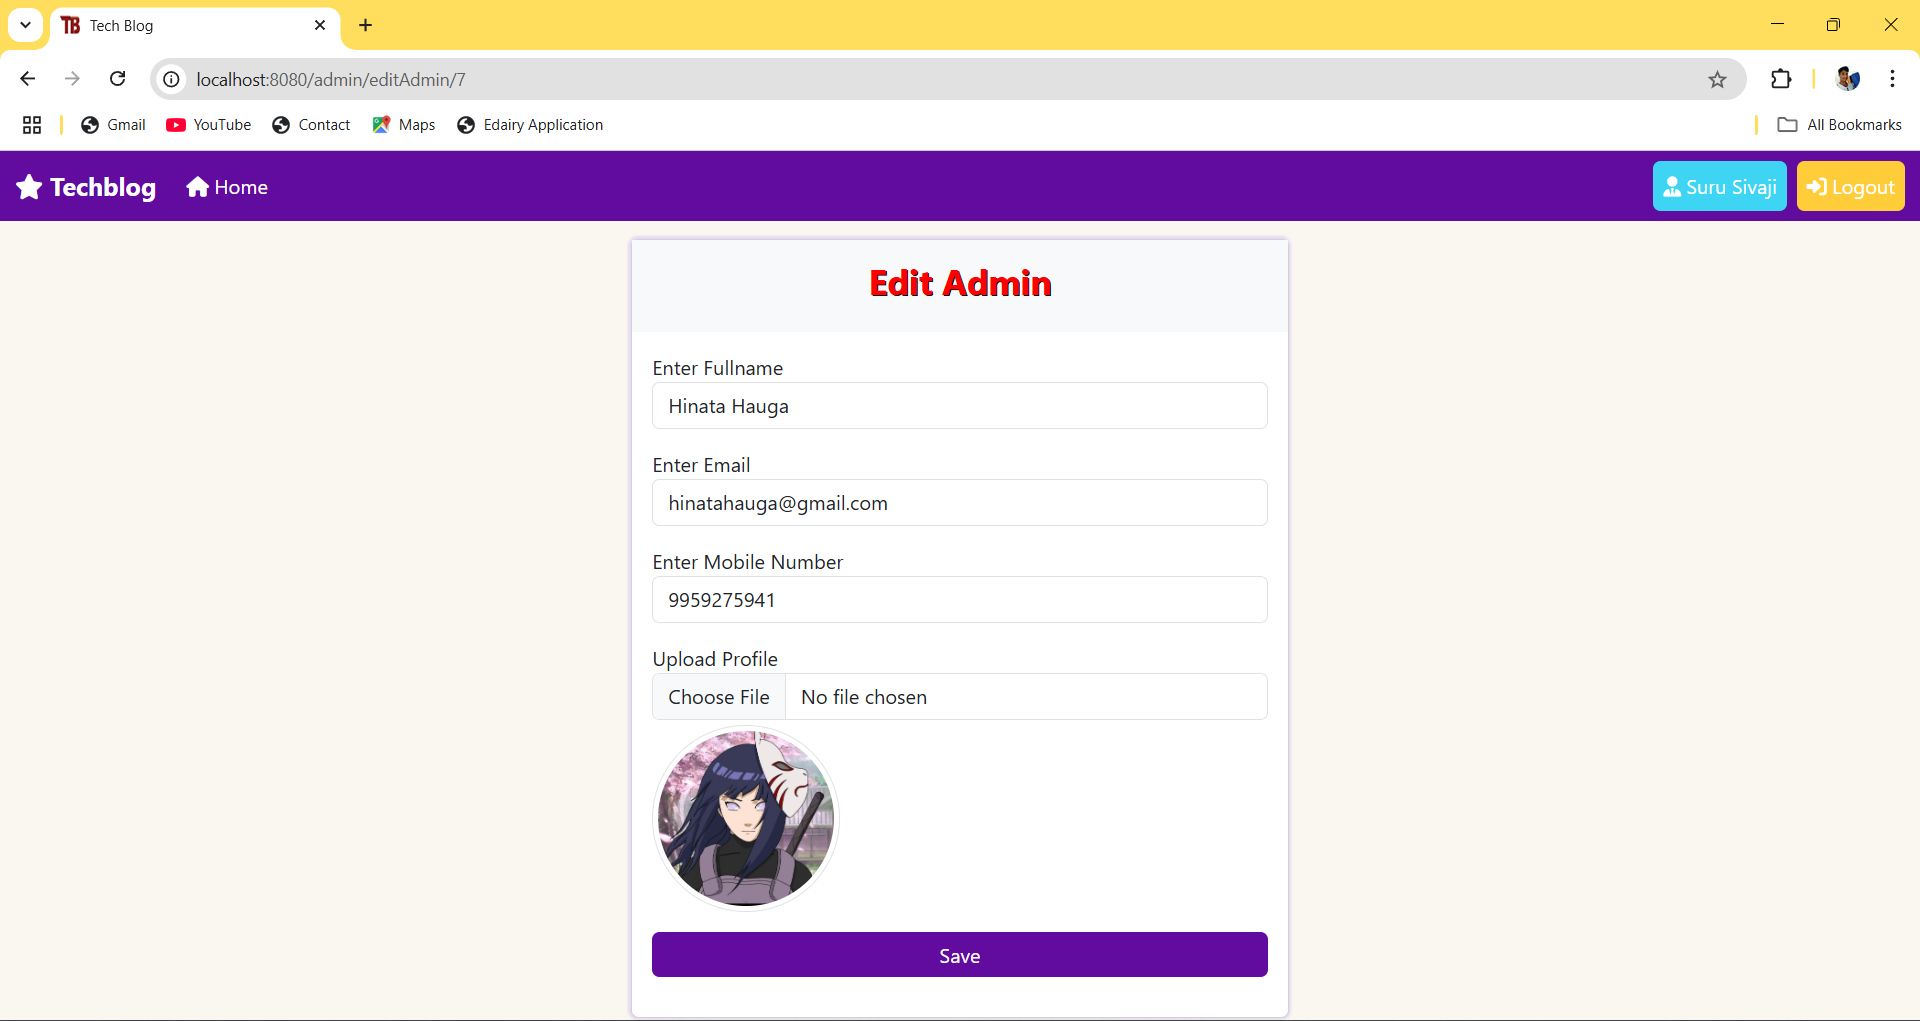 TB Tech Blog
localhost:8080/admin/editAdmin/7
Gmail YouTube Contact Maps Edairy Application All Bookmarks
Techblog Home Suru Sivaji Logout
Edit Admin
Enter Fullname
Hinata Hauga
Enter Email
hinatahauga@gmail.com
Enter Mobile Number
9959275941
Upload Profile
Choose File No file chosen
Save